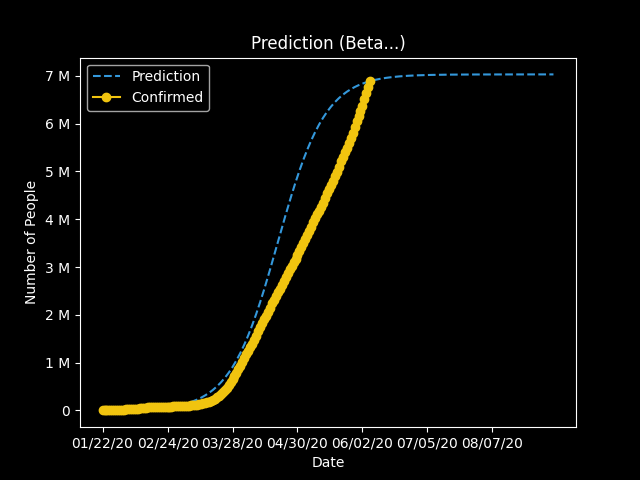 Prediction (Beta...)
Prediction
Confirmed
7 M
6 M
5 M
4 M
3 M
2 M
1 M
0
Number of People
01/22/20 02/24/20 03/28/20 04/30/20 06/02/20 07/05/20 08/07/20
Date